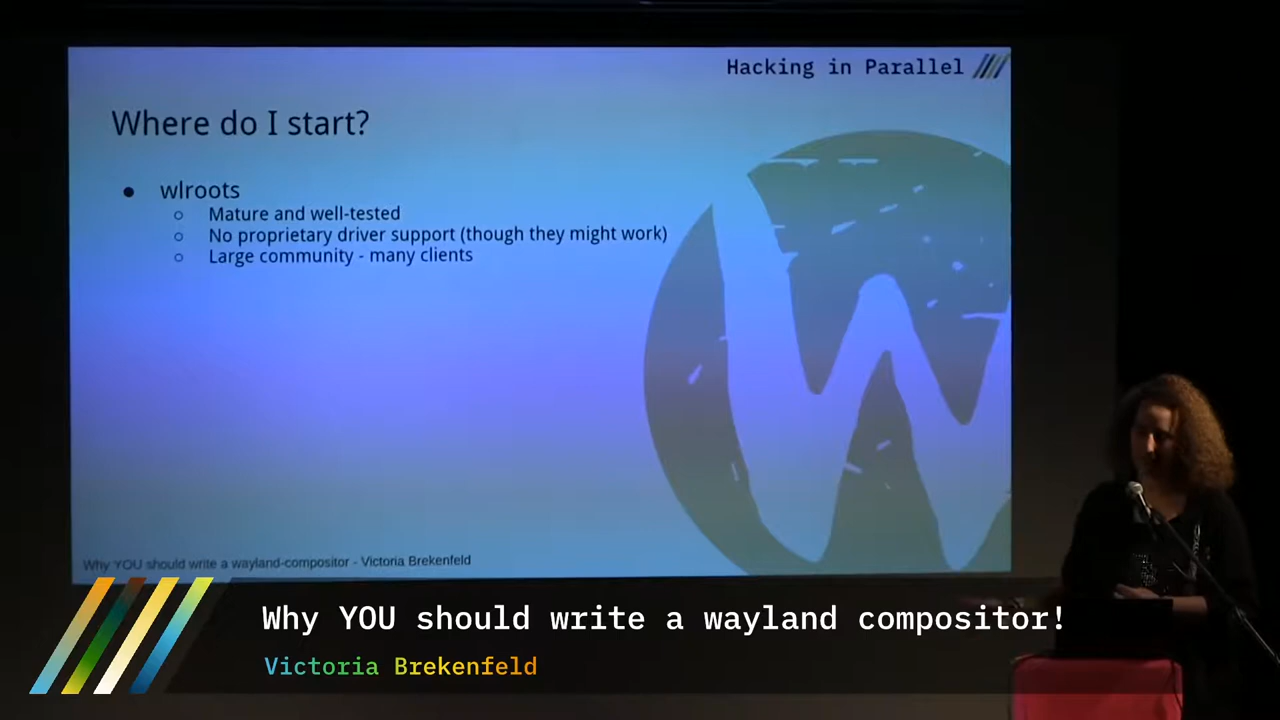 Hacking in Parallel
Where do I start?
● wlroots
○ Mature and well-tested
○ No proprietary driver support (though they might work)
○ Large community - many clients
Why YOU should write a wayland-compositor - Victoria Brekenfeld
Why YOU should write a wayland compositor!
Victoria Brekenfeld